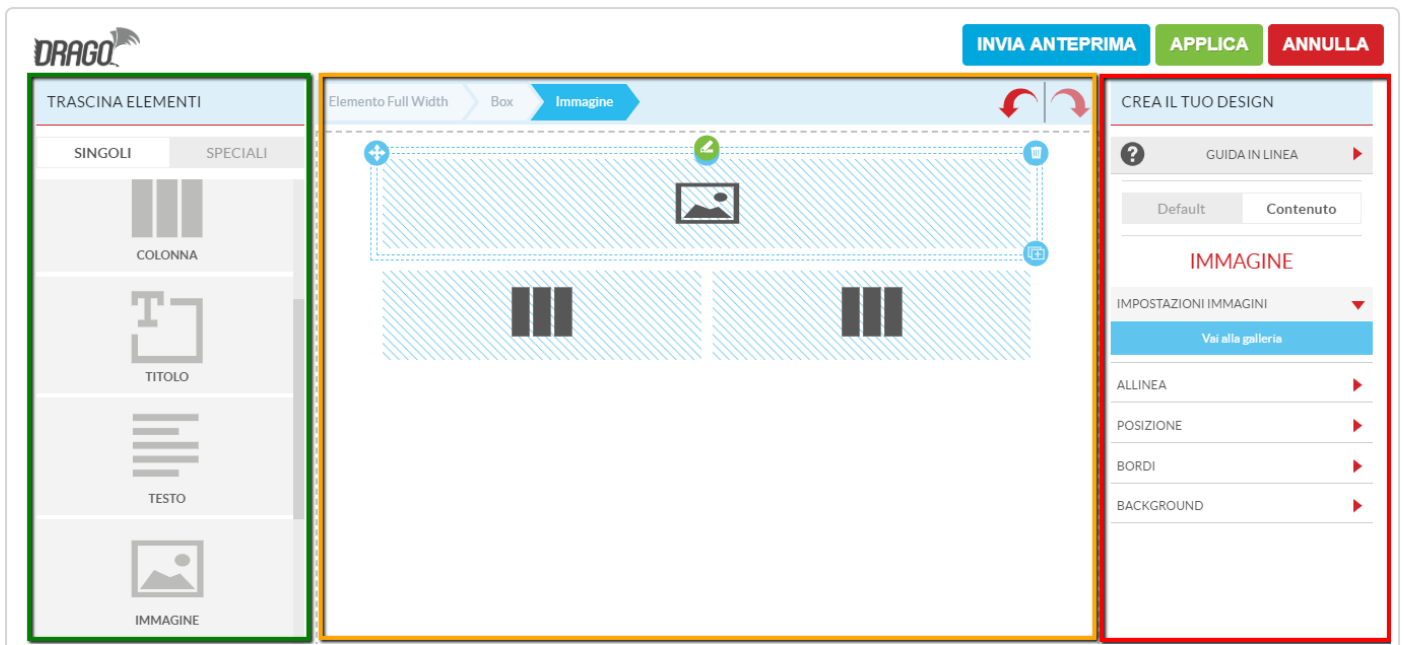 DRAGO
INVIA ANTEPRIMA
APPLICA
ANNULLA
TRASCINA ELEMENTI
SINGOLI
SPECIALI
COLONNA
TITOLO
TESTO
IMMAGINE
Elemento Full Width
Box
Immagine
CREA IL TUO DESIGN
GUIDA IN LINEA
Default
Contenuto
IMMAGINE
IMPOSTAZIONI IMMAGINI
Vai alla galleria
ALLINEA
POSIZIONE
BORDI
BACKGROUND